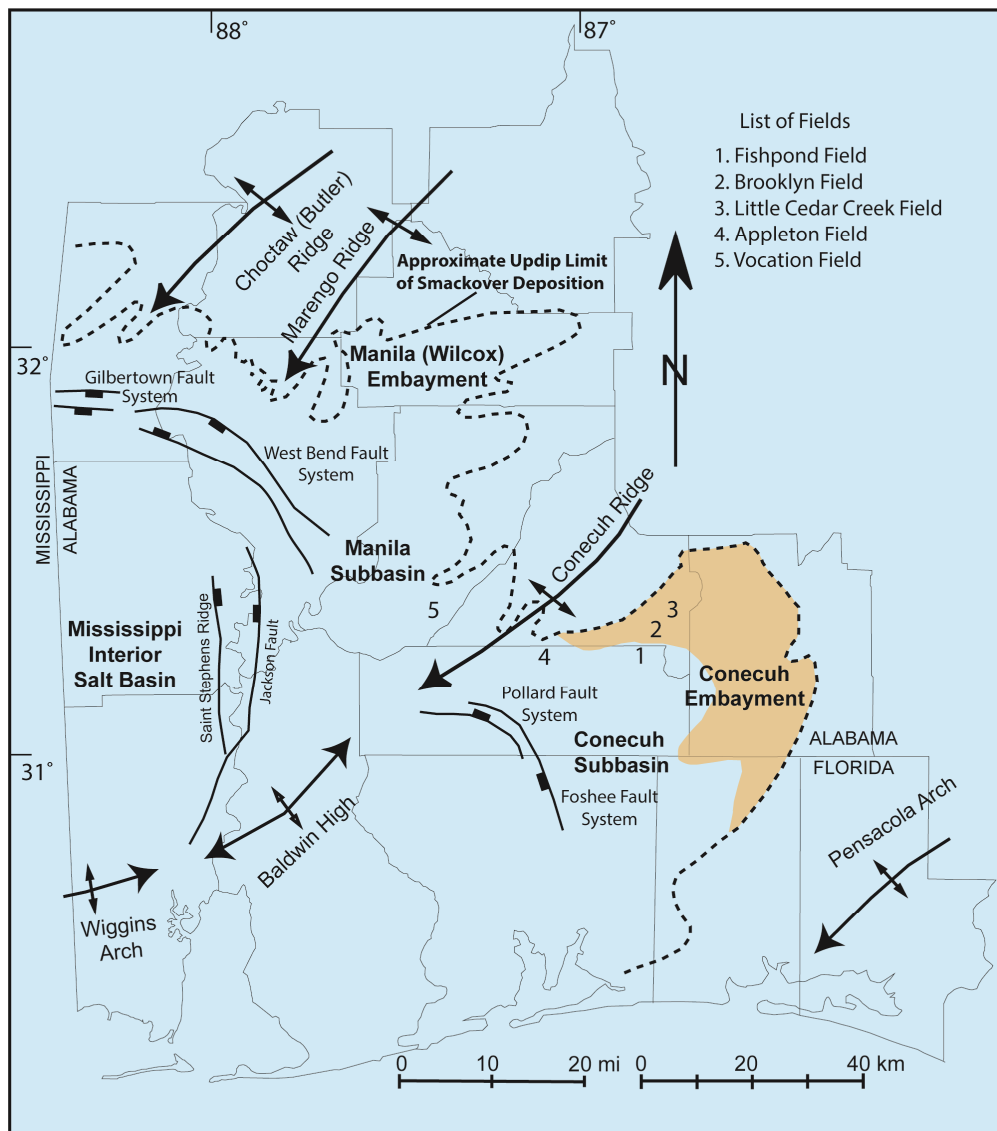 88°
87°
List of Fields
1. Fishpond Field
2. Brooklyn Field
3. Little Cedar Creek Field
4. Appleton Field
5. Vocation Field
Choctaw (Butler)
Ridge
Marengo Ridge
Approximate Updip Limit
of Smackover Deposition
N
32°
Manila (Wilcox)
Embayment
Gilbertown Fault
System
West Bend Fault
System
MISSISSIPPI
ALABAMA
Conecuh Ridge
Manila
Subbasin
5
3
2
4
1
Mississippi
Interior
Salt Basin
Saint Stephens Ridge
Jackson Fault
Conecuh
Embayment
Pollard Fault
System
Conecuh
Subbasin
ALABAMA
FLORIDA
31°
Foshee Fault
System
Baldwin High
Pensacola Arch
Wiggins
Arch
0 10 20 mi
0 20 40 km